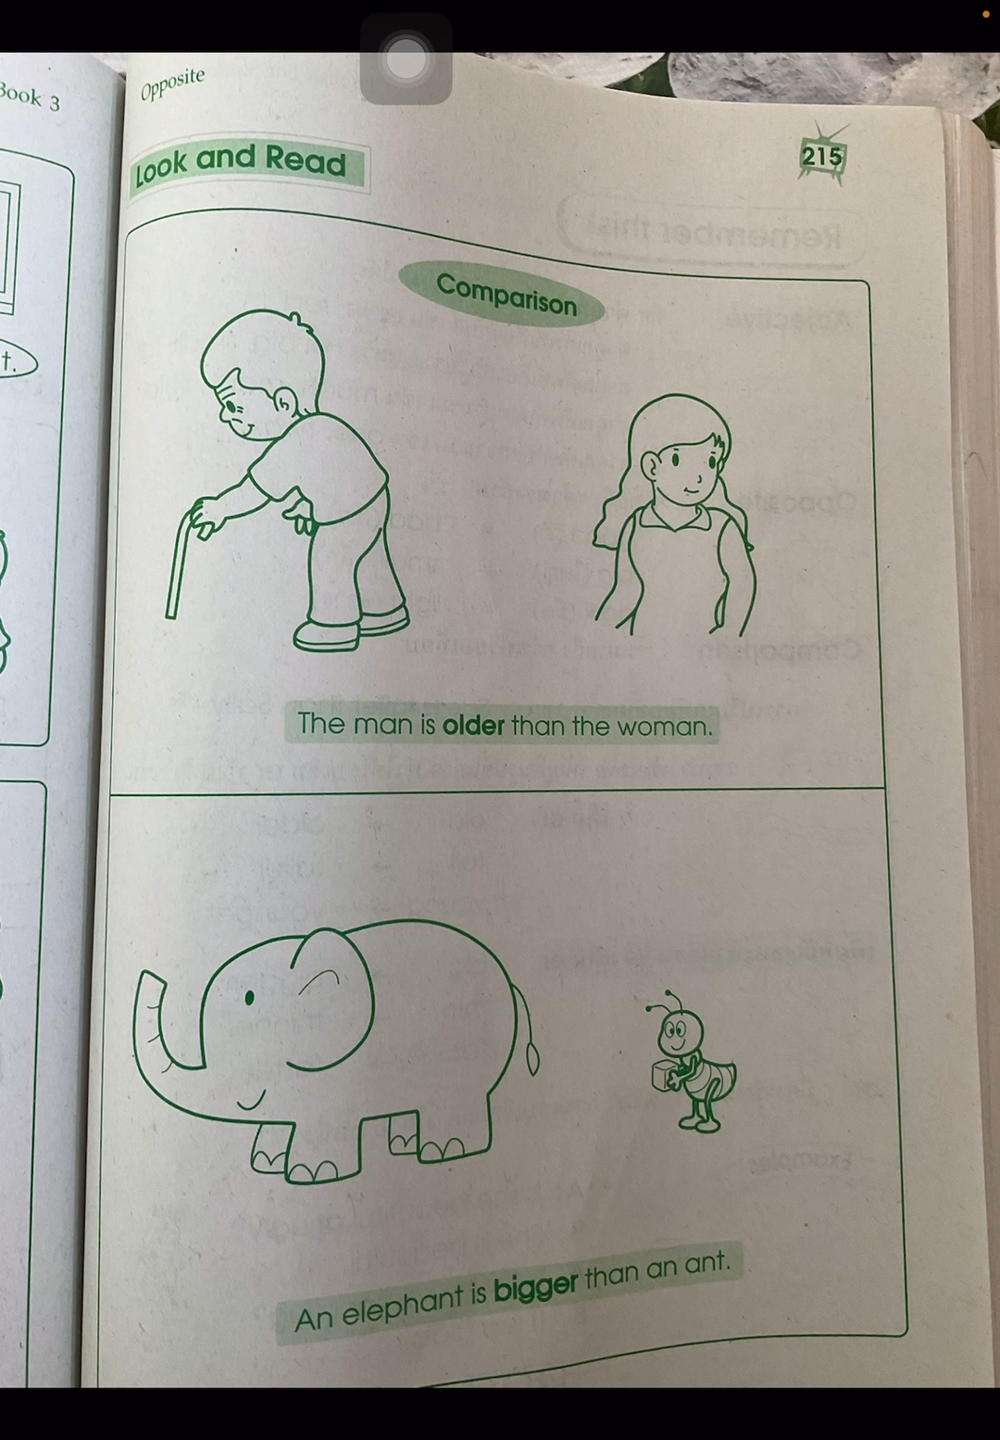 Book 3
Opposite
Look and Read
215
Comparison
t.
The man is older than the woman.
An elephant is bigger than an ant.